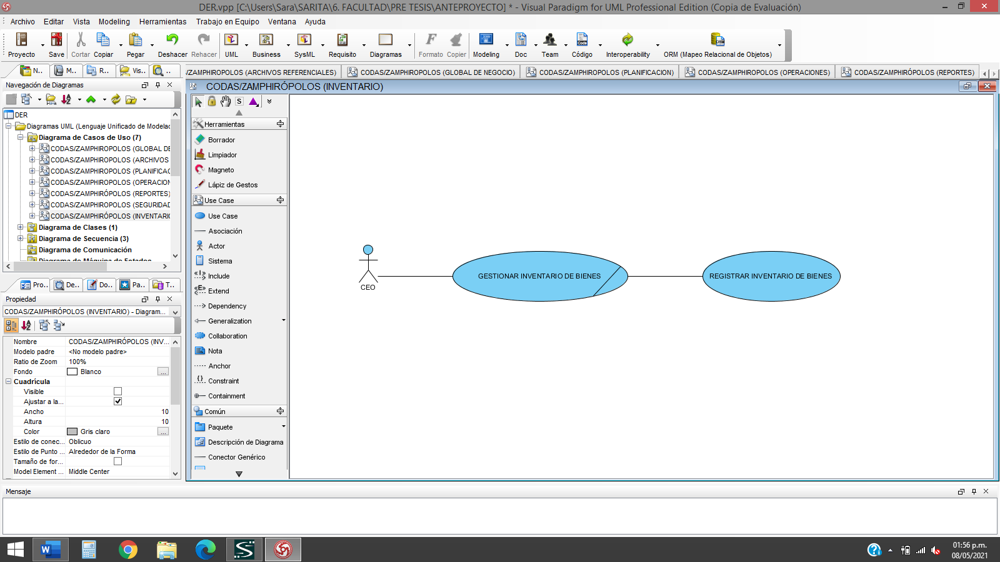 DER.vpp [C:\Users\Sara\SARITA\6. FACULTAD\PRE TESIS\ANTEPROYECTO] * - Visual Paradigm for UML Professional Edition (Copia de Evaluación)
Archivo Editar Vista Modeling Herramientas Trabajo en Equipo Ventana Ayuda
Proyecto Save Cortar Copiar Pegar Deshacer Rehacer UML Business SysML Requisito Diagramas Formato Copier Modeling Doc Team Código Interoperability ORM (Mapeo Relacional de Objetos)
N.. M.. R.. Vis.. ..
/ZAMPHIROPOLOS (ARCHIVOS REFERENCIALES) CODAS/ZAMPHIROPOLOS (GLOBAL DE NEGOCIO) CODAS/ZAMPHIROPOLOS (PLANIFICACION) CODAS/ZAMPHIROPOLOS (OPERACIONES) CODAS/ZAMPHIRÓPOLOS (REPORTES)
Navegación de Diagramas
DER
Diagramas UML (Lenguaje Unificado de Modelac
Diagrama de Casos de Uso (7)
CODAS/ZAMPHIROPOLOS (GLOBAL DE
CODAS/ZAMPHIROPOLOS (ARCHIVOS
CODAS/ZAMPHIROPOLOS (PLANIFICAC
CODAS/ZAMPHIROPOLOS (OPERACION
CODAS/ZAMPHIRÓPOLOS (REPORTES)
CODAS/ZAMPHIROPOLOS (SEGURIDAD
CODAS/ZAMPHIRÓPOLOS (INVENTARIO
Diagrama de Clases (1)
Diagrama de Secuencia (3)
Diagrama de Comunicación
Diagrama de Máquina de Estados
Pro.. De.. Do.. Pa.. T..
Propiedad
CODAS/ZAMPHIRÓPOLOS (INVENTARIO) - Diagram...
Nombre CODAS/ZAMPHIRÓPOLOS (INV...
Modelo padre <No modelo padre>
Ratio de Zoom 100%
Fondo Blanco ...
Cuadrícula
Visible
Ajustar a la...
Ancho 10
Altura 10
Color Gris claro ...
Estilo de conec... Oblicuo
Estilo de Punto ... Alrededor de la Forma
Tamaño de for...
Model Element ... Middle Center
CODAS/ZAMPHIRÓPOLOS (INVENTARIO)
S
Herramientas
Borrador
Limpiador
Magneto
Lápiz de Gestos
Use Case
Use Case
Asociación
Actor
Sistema
Include
Extend
Dependency
Generalization
Collaboration
Nota
Anchor
Constraint
Containment
Común
Paquete
Descripción de Diagrama
Conector Genérico
CEO
GESTIONAR INVENTARIO DE BIENES
REGISTRAR INVENTARIO DE BIENES
Mensaje
01:56 p.m.
08/05/2021